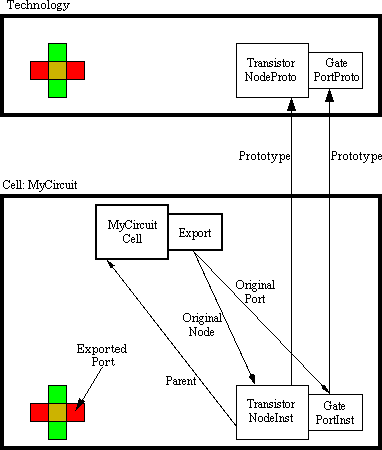 Technology
Transistor
NodeProto
Gate
PortProto
Prototype
Prototype
Cell: MyCircuit
MyCircuit
Cell
Export
Original
Port
Original
Node
Exported
Port
Parent
Transistor
NodeInst
Gate
PortInst